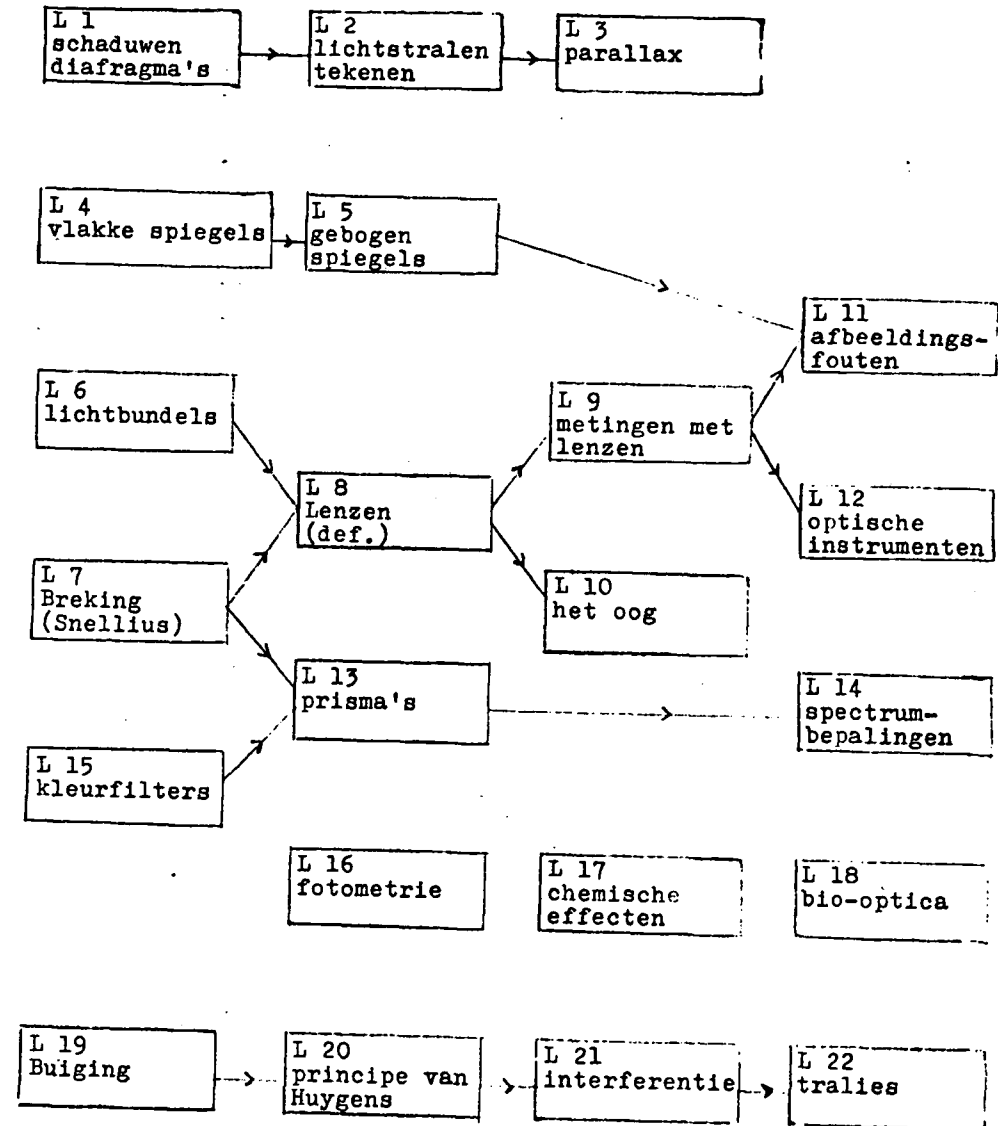 L 1
schaduwen
diafragma's
L 2
lichtstralen
tekenen
L 3
parallax
L 4
vlakke spiegels
L 5
gebogen
spiegels
L 11
afbeeldings-
fouten
L 6
lichtbundels
L 9
metingen met
lenzen
L 8
Lenzen
(def.)
L 12
optische
instrumenten
L 7
Breking
(Snellius)
L 10
het oog
L 13
prisma's
L 14
spectrum-
bepalingen
L 15
kleurfilters
L 16
fotometrie
L 17
chemische
effecten
L 18
bio-optica
L 19
Buiging
L 20
principe van
Huygens
L 21
interferentie
L 22
tralies